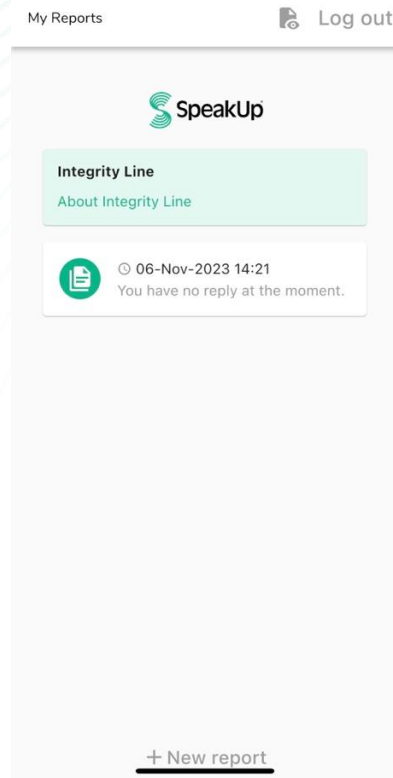 My Reports
Log out
SpeakUp
Integrity Line
About Integrity Line
06-Nov-2023 14:21
You have no reply at the moment.
+ New report